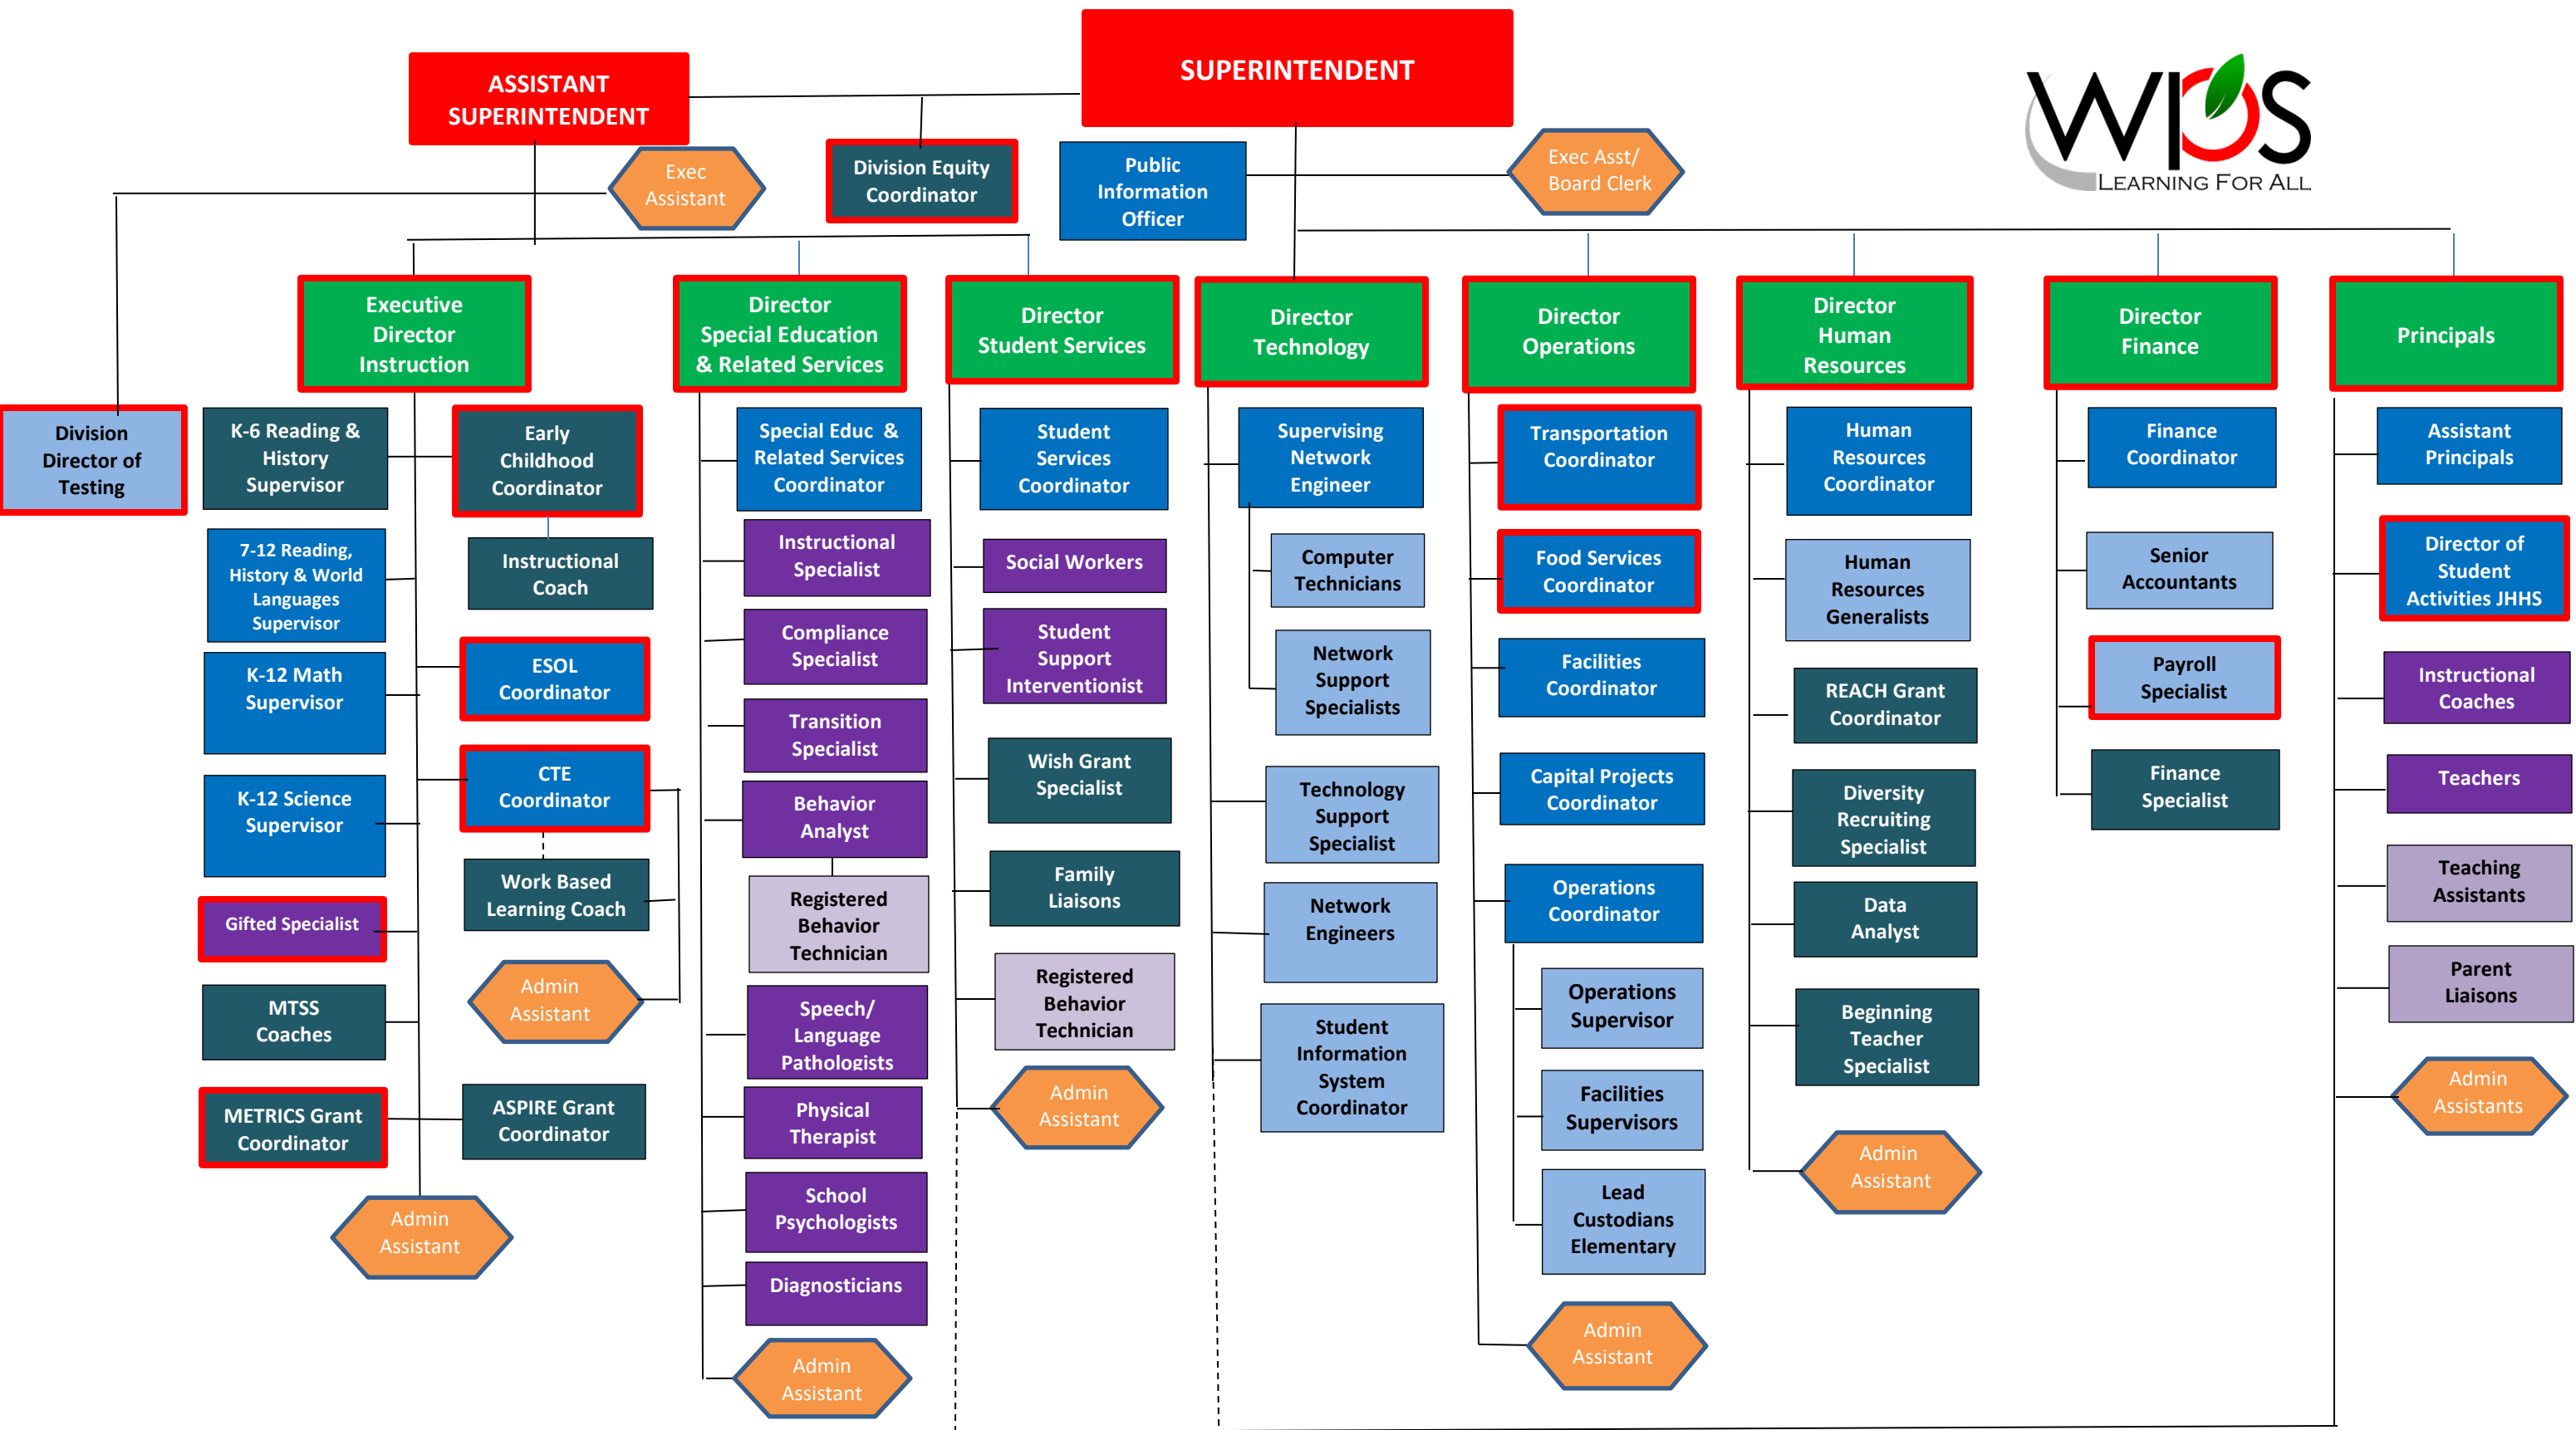 SUPERINTENDENT
ASSISTANT
SUPERINTENDENT
WPS
LEARNING FOR ALL
Exec
Assistant
Division Equity
Coordinator
Public
Information
Officer
Exec Asst/
Board Clerk
Executive
Director
Instruction
Director
Special Education
& Related Services
Director
Student Services
Director
Technology
Director
Operations
Director
Human
Resources
Director
Finance
Principals
Division
Director of
Testing
K-6 Reading &
History
Supervisor
7-12 Reading,
History & World
Languages
Supervisor
K-12 Math
Supervisor
K-12 Science
Supervisor
Gifted Specialist
MTSS
Coaches
METRICS Grant
Coordinator
Early
Childhood
Coordinator
Instructional
Coach
ESOL
Coordinator
CTE
Coordinator
Work Based
Learning Coach
Admin
Assistant
ASPIRE Grant
Coordinator
Admin
Assistant
Special Educ &
Related Services
Coordinator
Instructional
Specialist
Compliance
Specialist
Transition
Specialist
Behavior
Analyst
Registered
Behavior
Technician
Speech/
Language
Pathologists
Physical
Therapist
School
Psychologists
Diagnosticians
Admin
Assistant
Student
Services
Coordinator
Social Workers
Student
Support
Interventionist
Wish Grant
Specialist
Family
Liaisons
Registered
Behavior
Technician
Admin
Assistant
Supervising
Network
Engineer
Computer
Technicians
Network
Support
Specialists
Technology
Support
Specialist
Network
Engineers
Student
Information
System
Coordinator
Transportation
Coordinator
Food Services
Coordinator
Facilities
Coordinator
Capital Projects
Coordinator
Operations
Coordinator
Operations
Supervisor
Facilities
Supervisors
Lead
Custodians
Elementary
Admin
Assistant
Human
Resources
Coordinator
Human
Resources
Generalists
REACH Grant
Coordinator
Diversity
Recruiting
Specialist
Data
Analyst
Beginning
Teacher
Specialist
Admin
Assistant
Finance
Coordinator
Senior
Accountants
Payroll
Specialist
Finance
Specialist
Assistant
Principals
Director of
Student
Activities JHHS
Instructional
Coaches
Teachers
Teaching
Assistants
Parent
Liaisons
Admin
Assistants